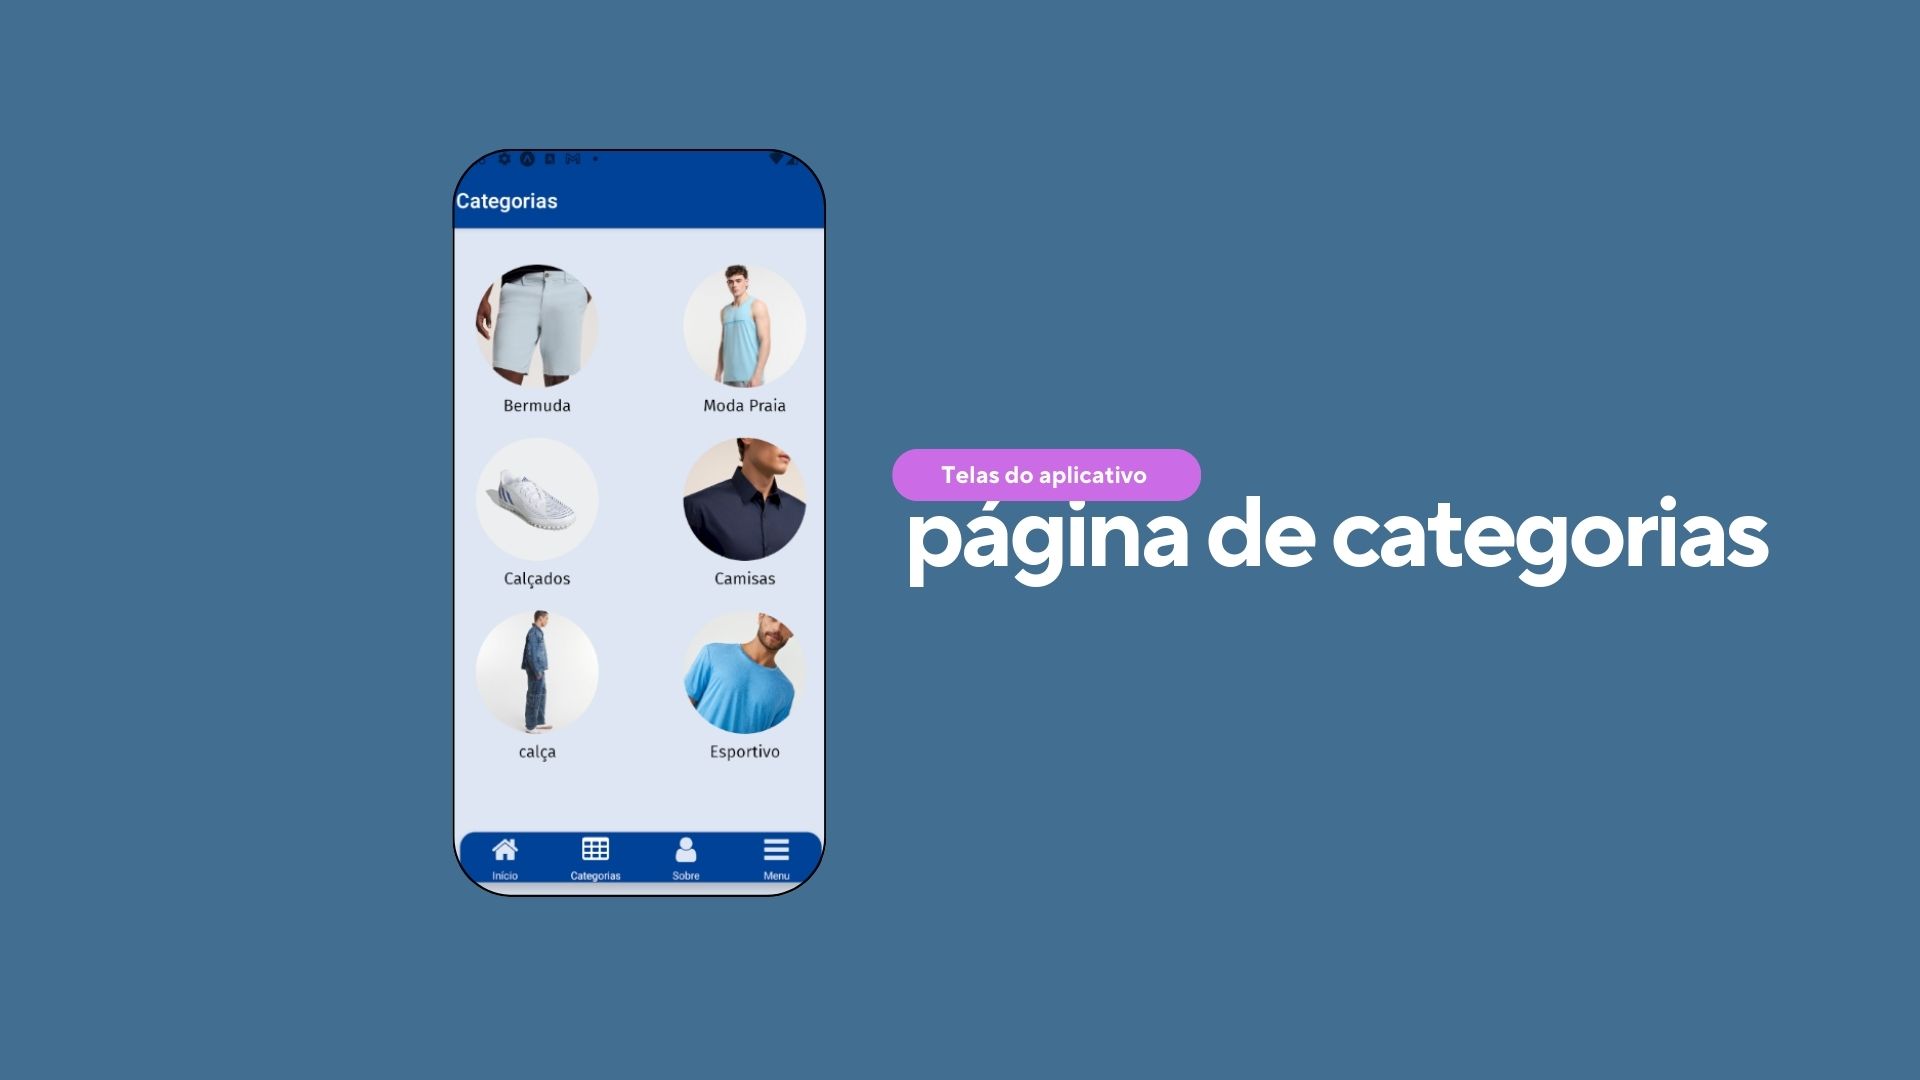 Categorias
Bermuda
Moda Praia
Calçados
Camisas
calça
Esportivo
Início
Categorias
Sobre
Menu
Telas do aplicativo
página de categorias